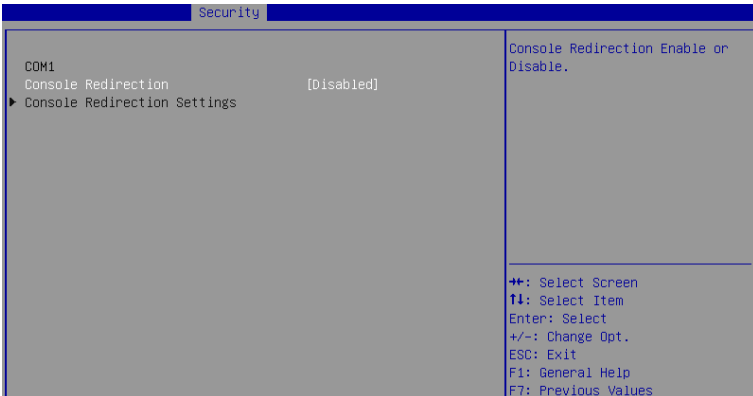 Security
COM1
Console Redirection [Disabled]
Console Redirection Settings
Console Redirection Enable or
Disable.
→←: Select Screen
↑↓: Select Item
Enter: Select
+/-: Change Opt.
ESC: Exit
F1: General Help
F7: Previous Values